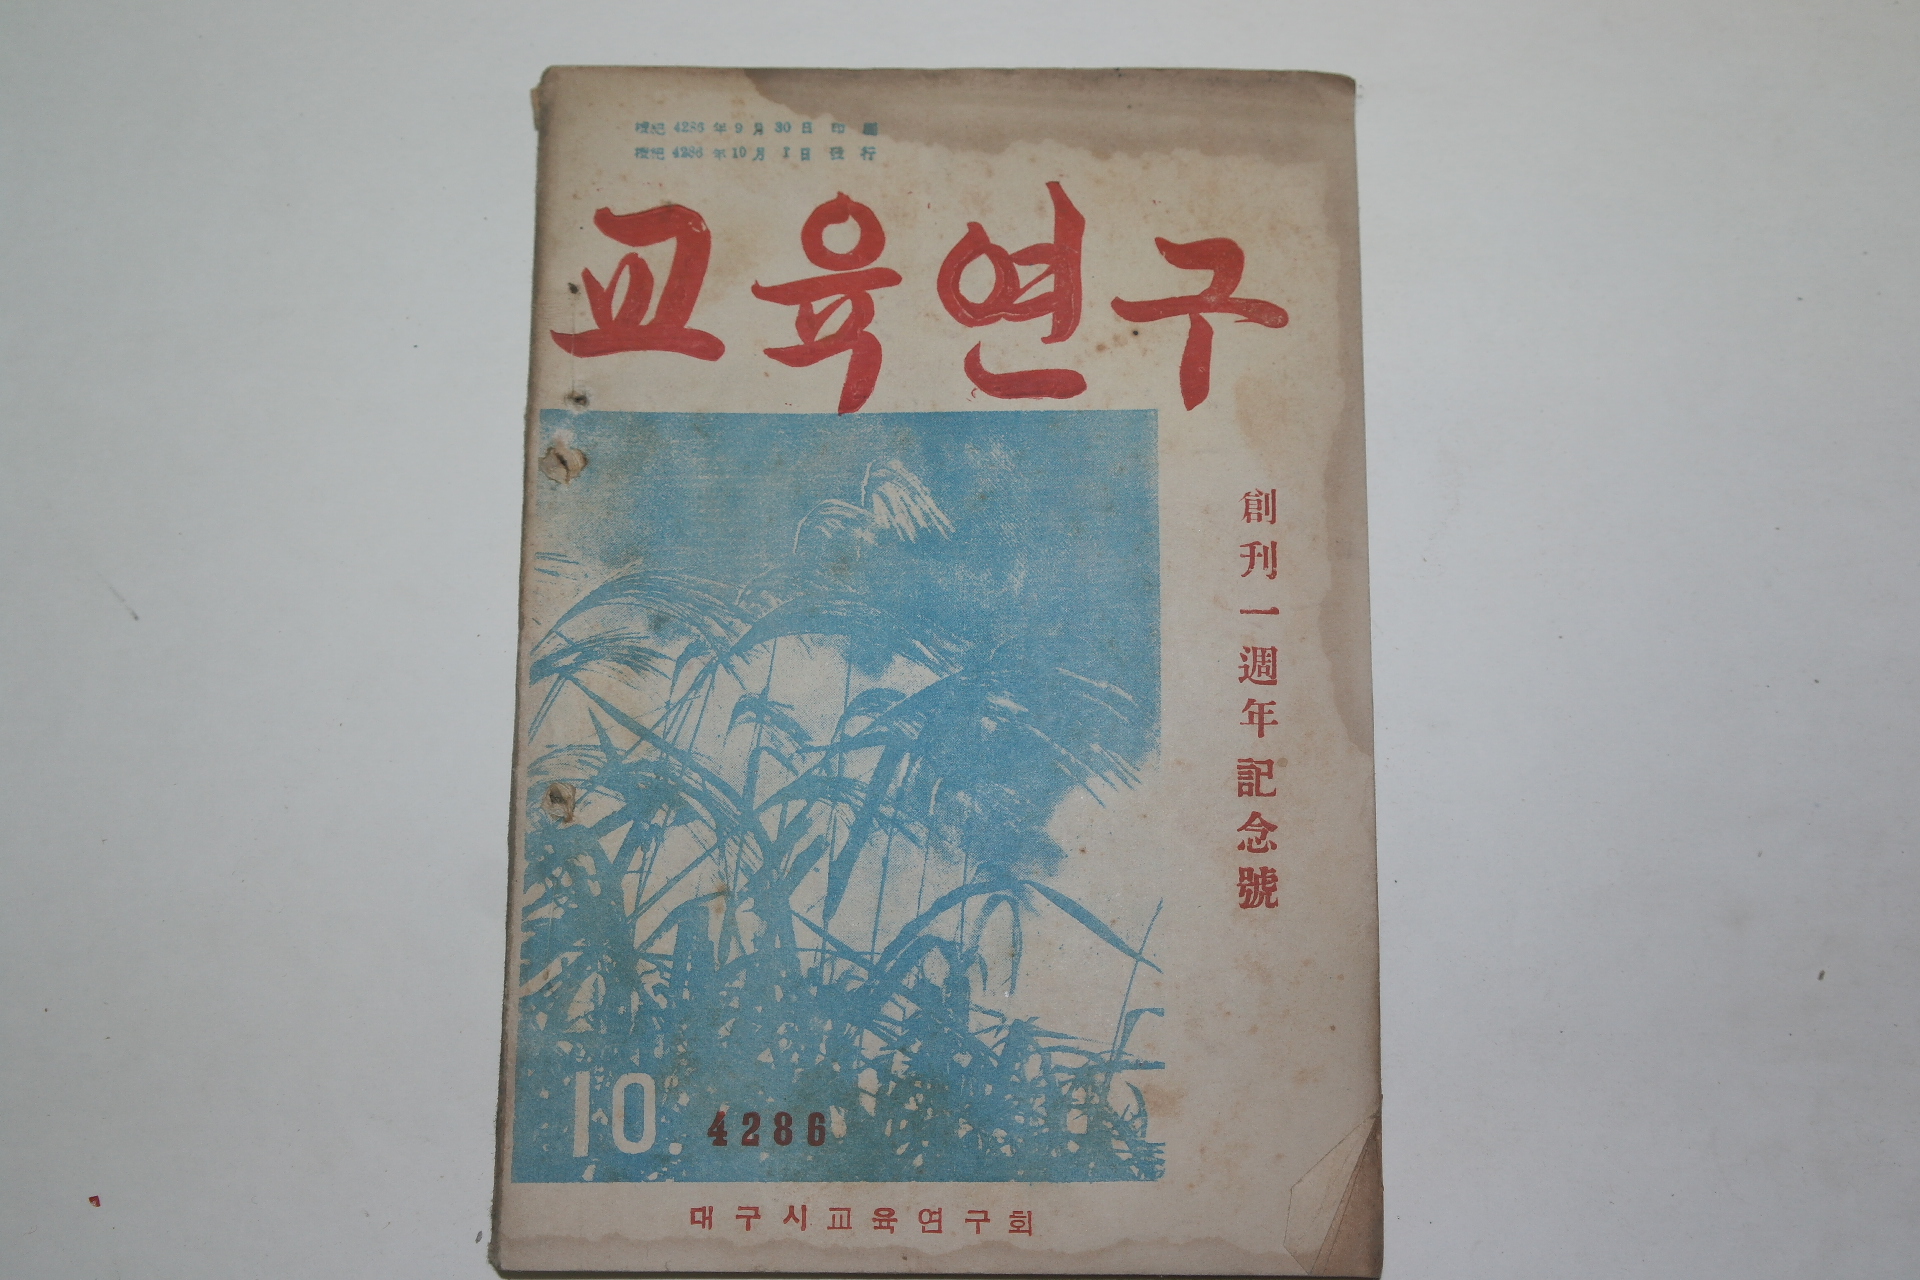 檀紀 4286 年 9 月 30 日 印 刷
檀紀 4286 年 10 月 1 日 發 行
교육연구
創刊一週年記念號
10
4286
대구시교육연구회